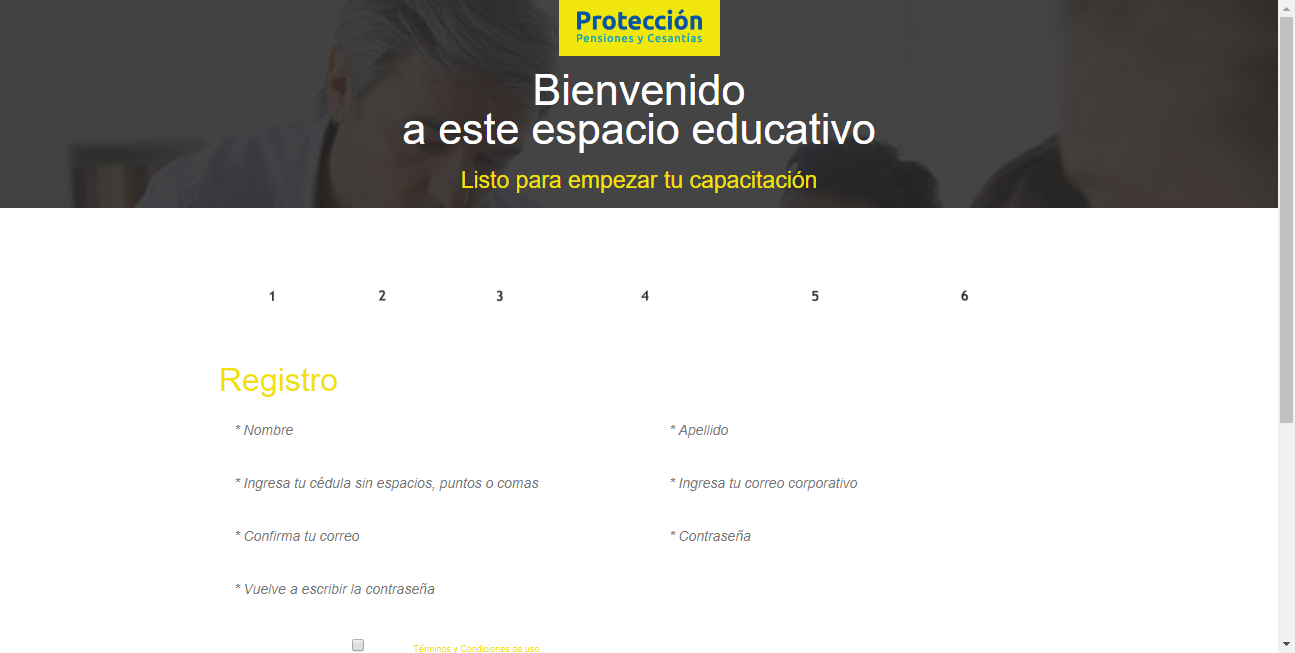 Protección
Pensiones y Cesantías
Bienvenido
a este espacio educativo
Listo para empezar tu capacitación
1 2 3 4 5 6
Registro
* Nombre
* Apellido
* Ingresa tu cédula sin espacios, puntos o comas
* Ingresa tu correo corporativo
* Confirma tu correo
* Contraseña
* Vuelve a escribir la contraseña
Términos y Condiciones de uso